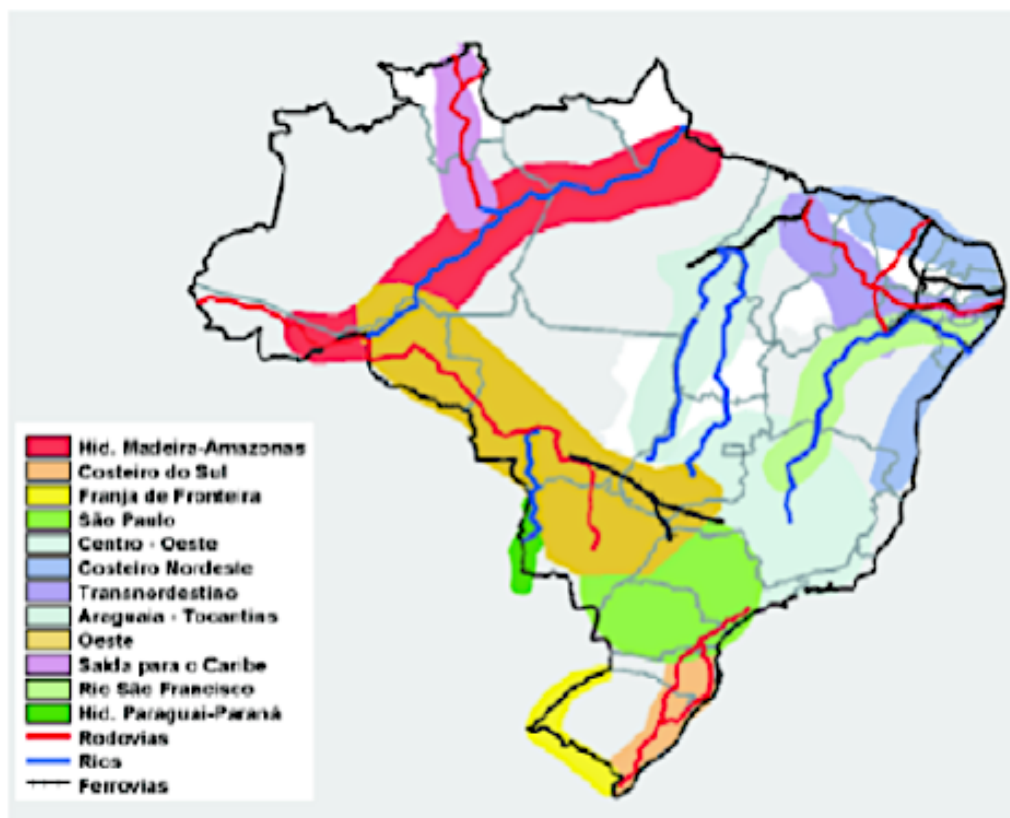 Hid. Madeira-Amazonas
Costeiro do Sul
Franja de Fronteira
São Paulo
Centro - Oeste
Costeiro Nordeste
Transnordestino
Araguaia - Tocantins
Oeste
Saída para o Caribe
Rio São Francisco
Hid. Paraguai-Paraná
Rodovias
Rios
Ferrovias